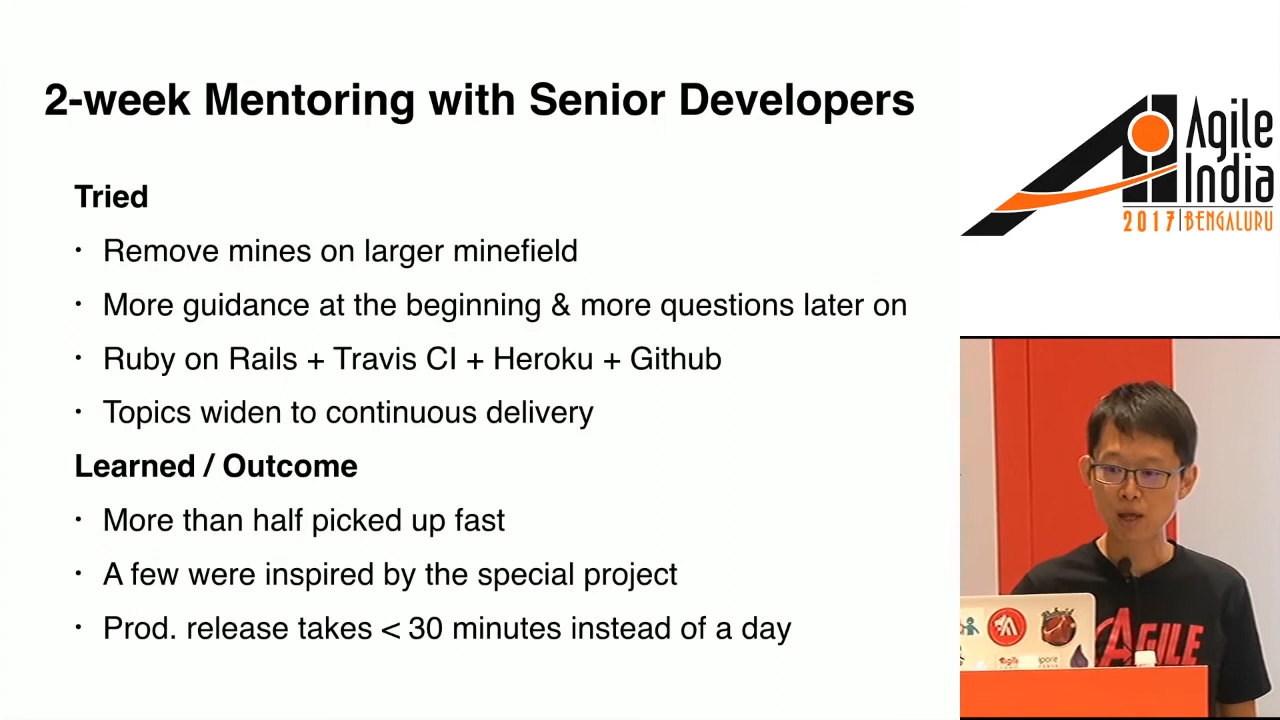 2-week Mentoring with Senior Developers
Tried
• Remove mines on larger minefield
• More guidance at the beginning & more questions later on
• Ruby on Rails + Travis CI + Heroku + Github
• Topics widen to continuous delivery
Learned / Outcome
• More than half picked up fast
• A few were inspired by the special project
• Prod. release takes < 30 minutes instead of a day
Agile
India
2017 | BENGALURU
AGILE